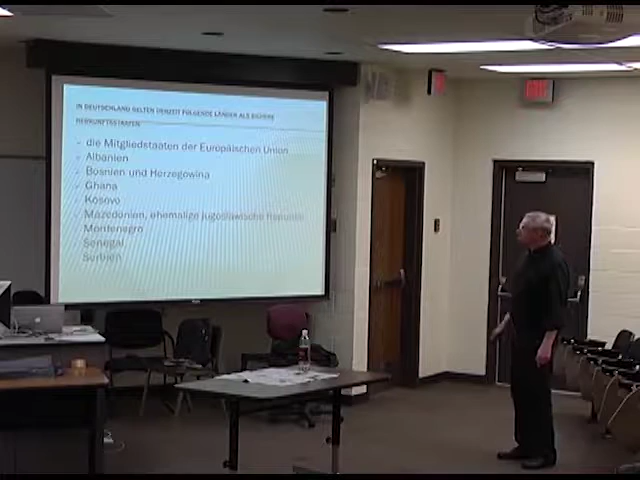 IN DEUTSCHLAND GELTEN DERZEIT FOLGENDE LÄNDER ALS SICHERE
HERKUNFTSSTAATEN
- die Mitgliedstaaten der Europäischen Union
- Albanien
- Bosnien und Herzegowina
- Ghana
- Kosovo
- Mazedonien, ehemalige jugoslawische Republik
- Montenegro
- Senegal
- Serbien